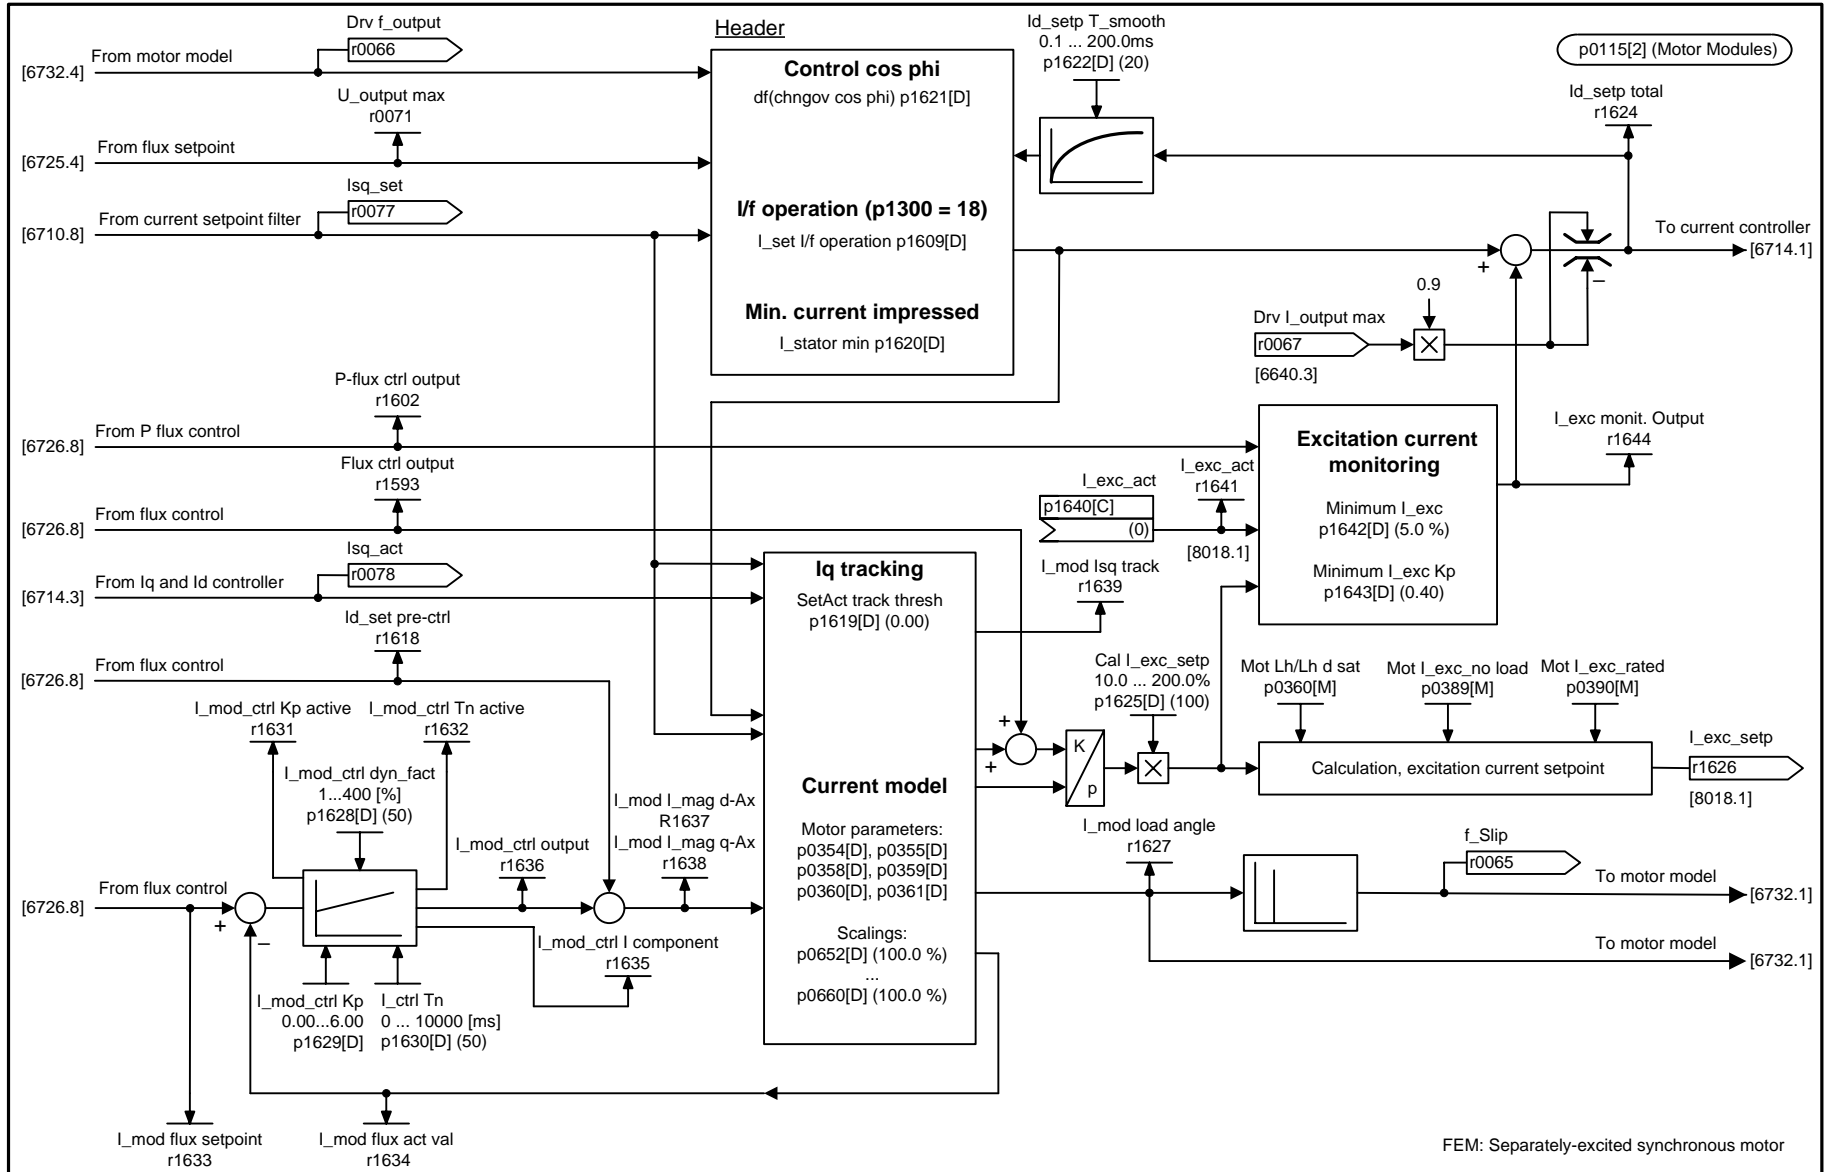 Header
Drv f_output
r0066
[6732.4]
From motor model
U_output max
r0071
[6725.4]
From flux setpoint
Isq_set
r0077
[6710.8]
From current setpoint filter
Control cos phi
df(chngov cos phi) p1621[D]
I/f operation (p1300 = 18)
I_set I/f operation p1609[D]
Min. current impressed
I_stator min p1620[D]
Id_setp T_smooth
0.1 ... 200.0ms
p1622[D] (20)
p0115[2] (Motor Modules)
Id_setp total
r1624
To current controller
[6714.1]
+
−
0.9
Drv I_output max
r0067
[6640.3]
P-flux ctrl output
r1602
[6726.8]
From P flux control
Flux ctrl output
r1593
[6726.8]
From flux control
Isq_act
r0078
[6714.3]
From Iq and Id controller
Id_set pre-ctrl
r1618
[6726.8]
From flux control
Excitation current
monitoring
Minimum I_exc
p1642[D] (5.0 %)
Minimum I_exc Kp
p1643[D] (0.40)
I_exc monit. Output
r1644
I_exc_act
r1641
I_exc_act
p1640[C]
(0)
[8018.1]
I_mod Isq track
r1639
Iq tracking
SetAct track thresh
p1619[D] (0.00)
Current model
Motor parameters:
p0354[D], p0355[D]
p0358[D], p0359[D]
p0360[D], p0361[D]
Scalings:
p0652[D] (100.0 %)
...
p0660[D] (100.0 %)
+
+
K
p
Cal I_exc_setp
10.0 ... 200.0%
p1625[D] (100)
Mot Lh/Lh d sat
p0360[M]
Mot I_exc_no load
p0389[M]
Mot I_exc_rated
p0390[M]
Calculation, excitation current setpoint
I_exc_setp
r1626
[8018.1]
I_mod load angle
r1627
f_Slip
r0065
To motor model
[6732.1]
To motor model
[6732.1]
I_mod_ctrl Kp active
r1631
I_mod_ctrl Tn active
r1632
I_mod_ctrl dyn_fact
1...400 [%]
p1628[D] (50)
I_mod_ctrl output
r1636
I_mod I_mag d-Ax
R1637
I_mod I_mag q-Ax
r1638
[6726.8]
From flux control
+
−
I_mod_ctrl I component
r1635
I_mod_ctrl Kp
0.00...6.00
p1629[D]
I_ctrl Tn
0 ... 10000 [ms]
p1630[D] (50)
I_mod flux setpoint
r1633
I_mod flux act val
r1634
FEM: Separately-excited synchronous motor